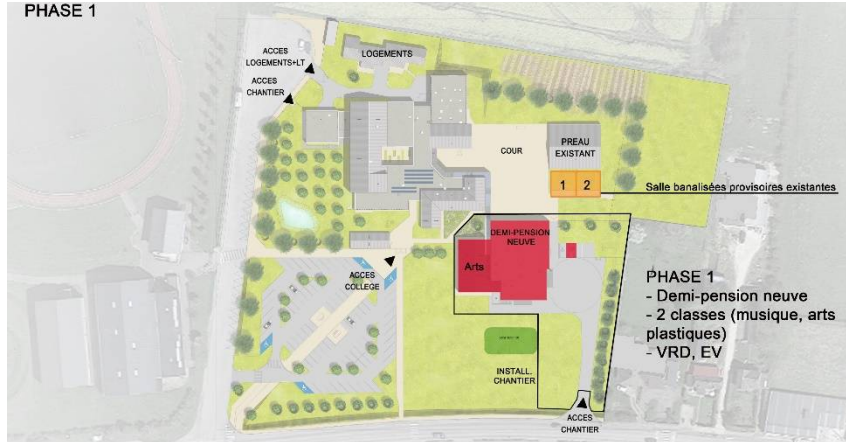 PHASE 1
ACCES
LOGEMENTS+LT
LOGEMENTS
ACCES
CHANTIER
COUR
PREAU
EXISTANT
1 2
Salle banalisées provisoires existantes
DEMI-PENSION
NEUVE
Arts
ACCES
COLLEGE
PHASE 1
- Demi-pension neuve
- 2 classes (musique, arts
plastiques)
- VRD, EV
INSTALL.
CHANTIER
ACCES
CHANTIER